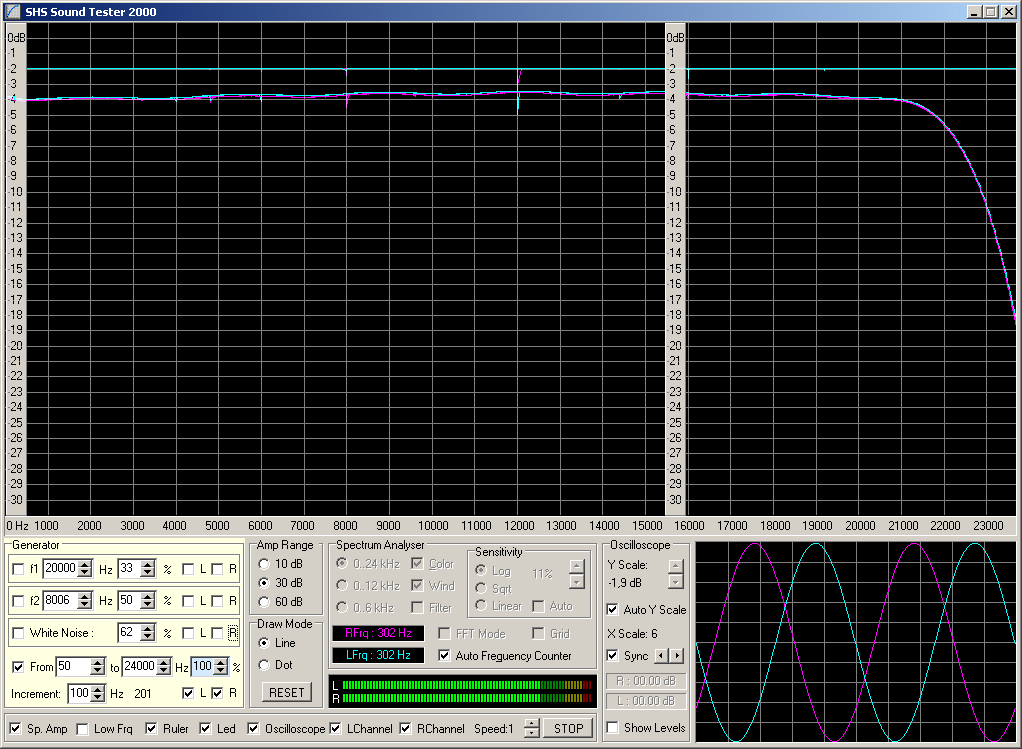 SHS Sound Tester 2000
0dB 0dB
-1 -1
-2 -2
-3 -3
-4 -4
-5 -5
-6 -6
-7 -7
-8 -8
-9 -9
-10 -10
-11 -11
-12 -12
-13 -13
-14 -14
-15 -15
-16 -16
-17 -17
-18 -18
-19 -19
-20 -20
-21 -21
-22 -22
-23 -23
-24 -24
-25 -25
-26 -26
-27 -27
-28 -28
-29 -29
-30 -30
0 Hz 1000 2000 3000 4000 5000 6000 7000 8000 9000 10000 11000 12000 13000 14000 15000 16000 17000 18000 19000 20000 21000 22000 23000
Generator
f1 20000 Hz 33 % L R
f2 8006 Hz 50 % L R
White Noise : 62 % L R
From 50 to 24000 Hz 100 %
Increment: 100 Hz 201 L R
Amp Range
10 dB
30 dB
60 dB
Draw Mode
Line
Dot
RESET
Spectrum Analyser
0..24 kHz Color
0.12 kHz Wind
0..6 kHz Filter
Sensitivity
Log 11%
Sqrt
Linear Auto
RFrq : 302 Hz FFT Mode Grid
LFrq : 302 Hz Auto Freguency Counter
L
R
Oscilloscope
Y Scale:
-1,9 dB
Auto Y Scale
X Scale: 6
Sync
R : 00.00 dB
L : 00.00 dB
Show Levels
Sp. Amp Low Frq Ruler Led Oscilloscope LChannel RChannel Speed:1 STOP